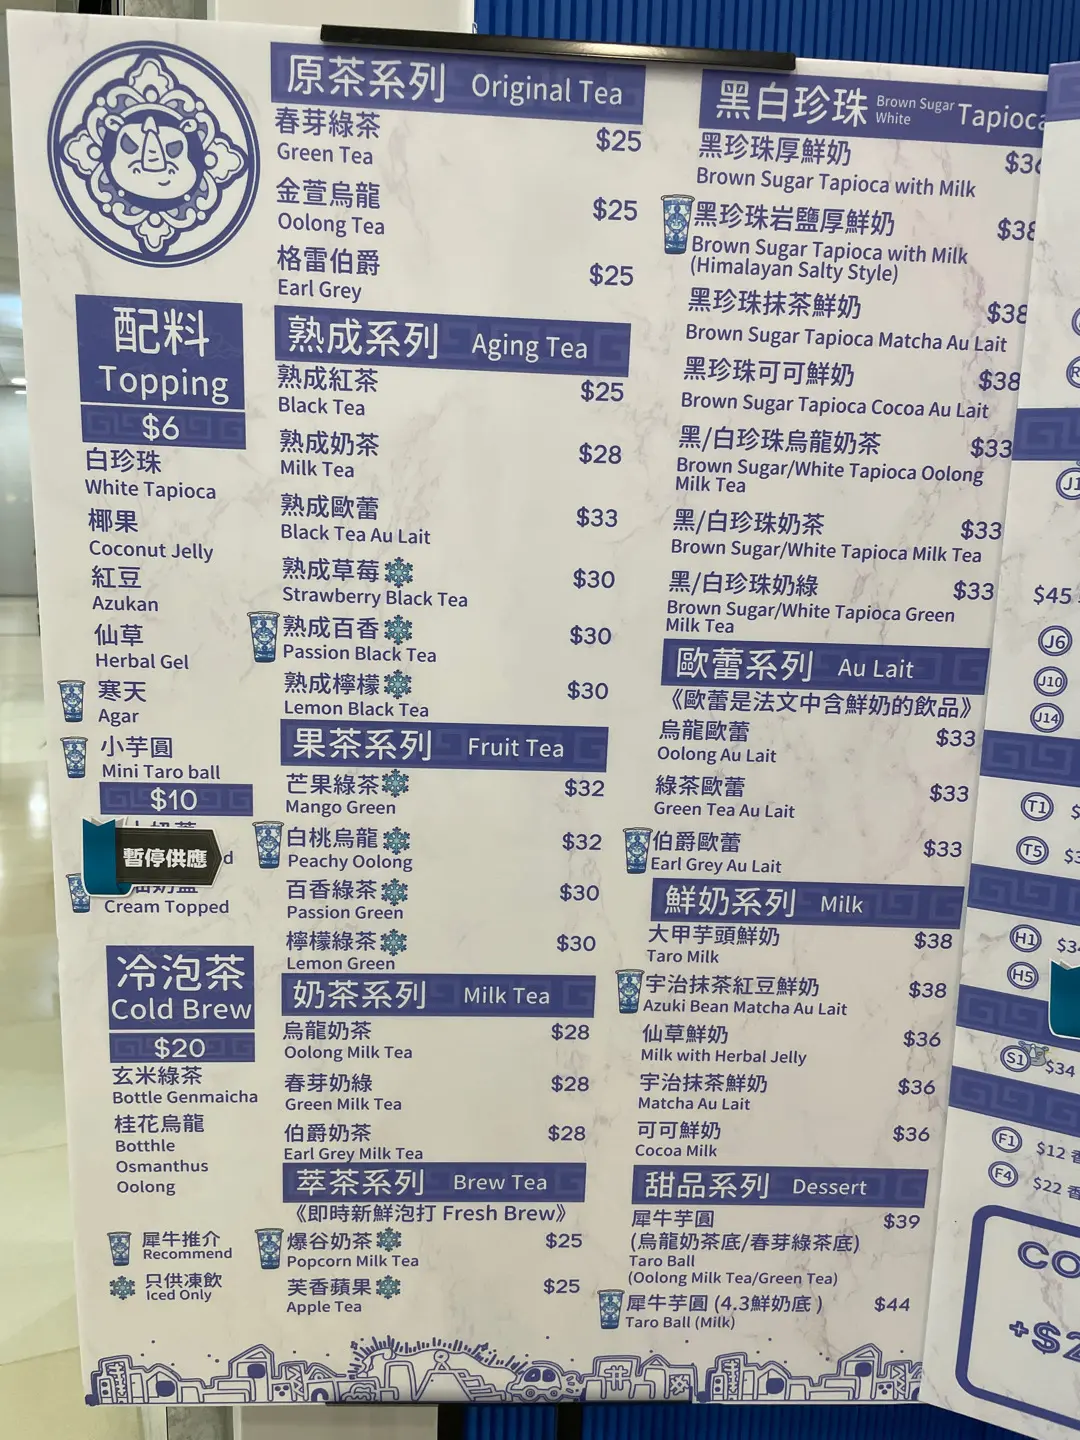 原茶系列 Original Tea
春芽綠茶 $25
Green Tea
金萱烏龍 $25
Oolong Tea
格雷伯爵 $25
Earl Grey
熟成系列 Aging Tea
熟成紅茶 $25
Black Tea
熟成奶茶 $28
Milk Tea
熟成歐蕾 $33
Black Tea Au Lait
熟成草莓 $30
Strawberry Black Tea
熟成百香 $30
Passion Black Tea
熟成檸檬 $30
Lemon Black Tea
果茶系列 Fruit Tea
芒果綠茶 $32
Mango Green
白桃烏龍 $32
Peachy Oolong
百香綠茶 $30
Passion Green
檸檬綠茶 $30
Lemon Green
奶茶系列 Milk Tea
烏龍奶茶 $28
Oolong Milk Tea
春芽奶綠 $28
Green Milk Tea
伯爵奶茶 $28
Earl Grey Milk Tea
萃茶系列 Brew Tea
《即時新鮮泡打 Fresh Brew》
爆谷奶茶 $25
Popcorn Milk Tea
芙香蘋果 $25
Apple Tea
配料
Topping
$6
白珍珠
White Tapioca
椰果
Coconut Jelly
紅豆
Azukan
仙草
Herbal Gel
寒天
Agar
小芋圓
Mini Taro ball
$10
暫停供應
Cream Topped
冷泡茶
Cold Brew
$20
玄米綠茶
Bottle Genmaicha
桂花烏龍
Botthle
Osmanthus
Oolong
犀牛推介
Recommend
只供凍飲
Iced Only
黑白珍珠 Brown Sugar White Tapioca
黑珍珠厚鮮奶 $36
Brown Sugar Tapioca with Milk
黑珍珠岩鹽厚鮮奶 $38
Brown Sugar Tapioca with Milk
(Himalayan Salty Style)
黑珍珠抹茶鮮奶 $38
Brown Sugar Tapioca Matcha Au Lait
黑珍珠可可鮮奶 $38
Brown Sugar Tapioca Cocoa Au Lait
黑/白珍珠烏龍奶茶 $33
Brown Sugar/White Tapioca Oolong
Milk Tea
黑/白珍珠奶茶 $33
Brown Sugar/White Tapioca Milk Tea
黑/白珍珠奶綠 $33
Brown Sugar/White Tapioca Green
Milk Tea
歐蕾系列 Au Lait
《歐蕾是法文中含鮮奶的飲品》
烏龍歐蕾 $33
Oolong Au Lait
綠茶歐蕾 $33
Green Tea Au Lait
伯爵歐蕾 $33
Earl Grey Au Lait
鮮奶系列 Milk
大甲芋頭鮮奶 $38
Taro Milk
宇治抹茶紅豆鮮奶 $38
Azuki Bean Matcha Au Lait
仙草鮮奶 $36
Milk with Herbal Jelly
宇治抹茶鮮奶 $36
Matcha Au Lait
可可鮮奶 $36
Cocoa Milk
甜品系列 Dessert
犀牛芋圓 $39
(烏龍奶茶底/春芽綠茶底)
Taro Ball
(Oolong Milk Tea/Green Tea)
犀牛芋圓 (4.3鮮奶底) $44
Taro Ball (Milk)
$45
J6
J10
J14
T1
T5
H1
H5
S1 $34
F1 $12
F4 $22